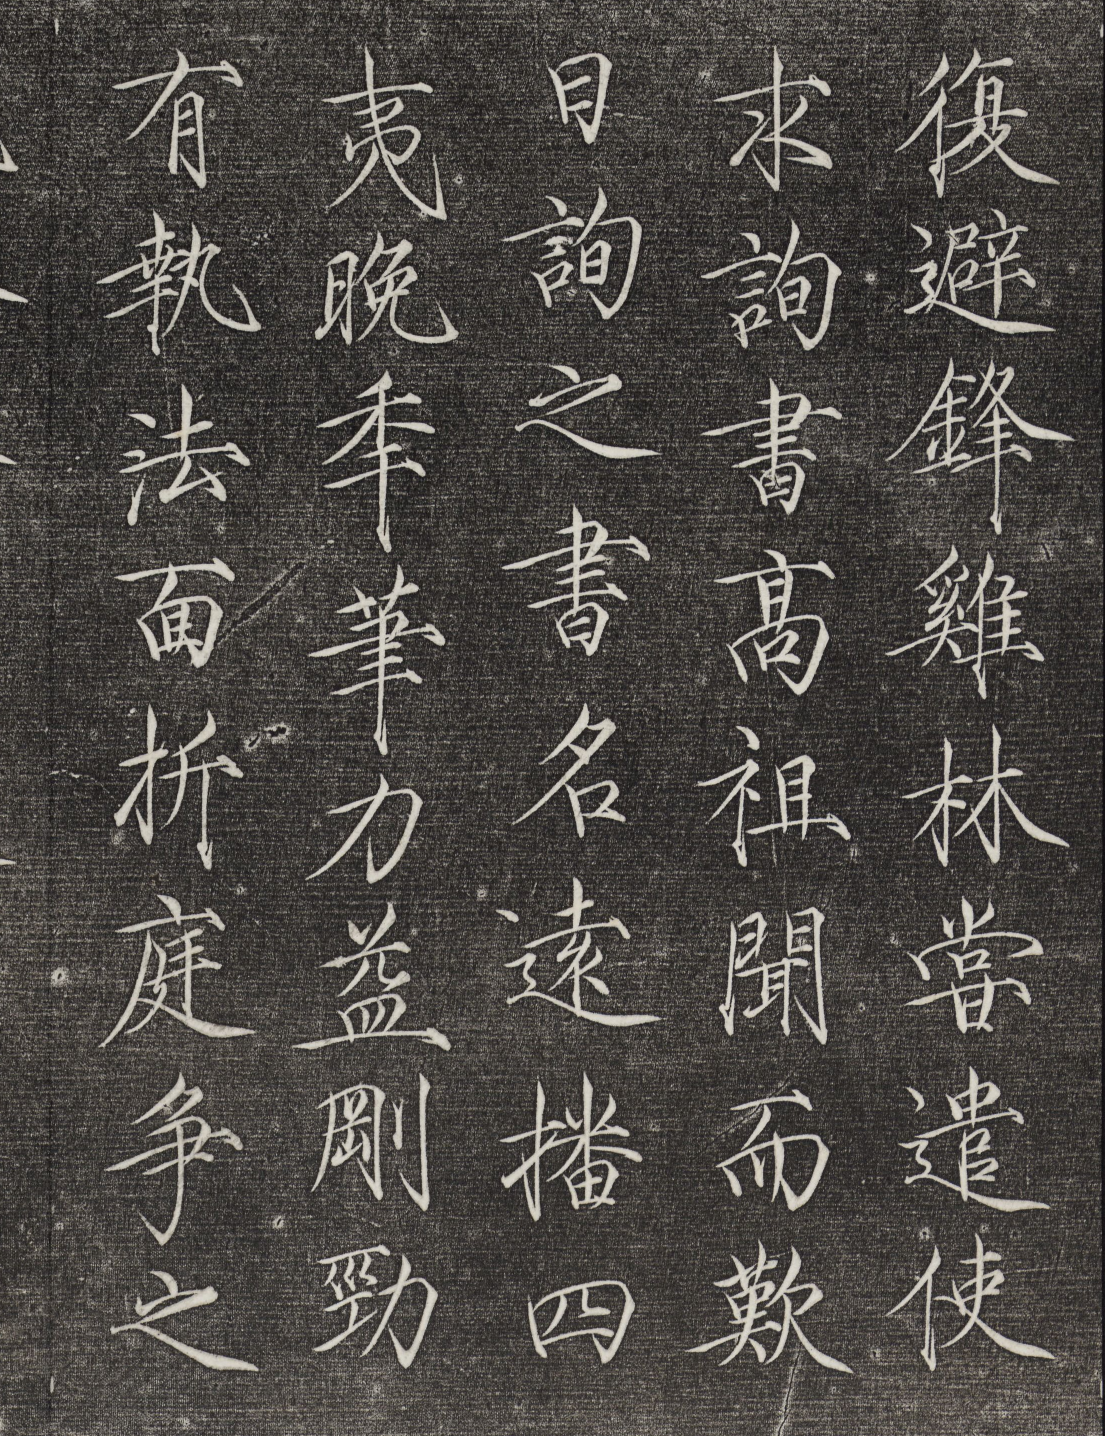 復避鋒雞林嘗遣使
求詢書高祖聞而歎
曰詢之書名遠播四
夷晚季筆力益剛勁
有執法面折庭争之